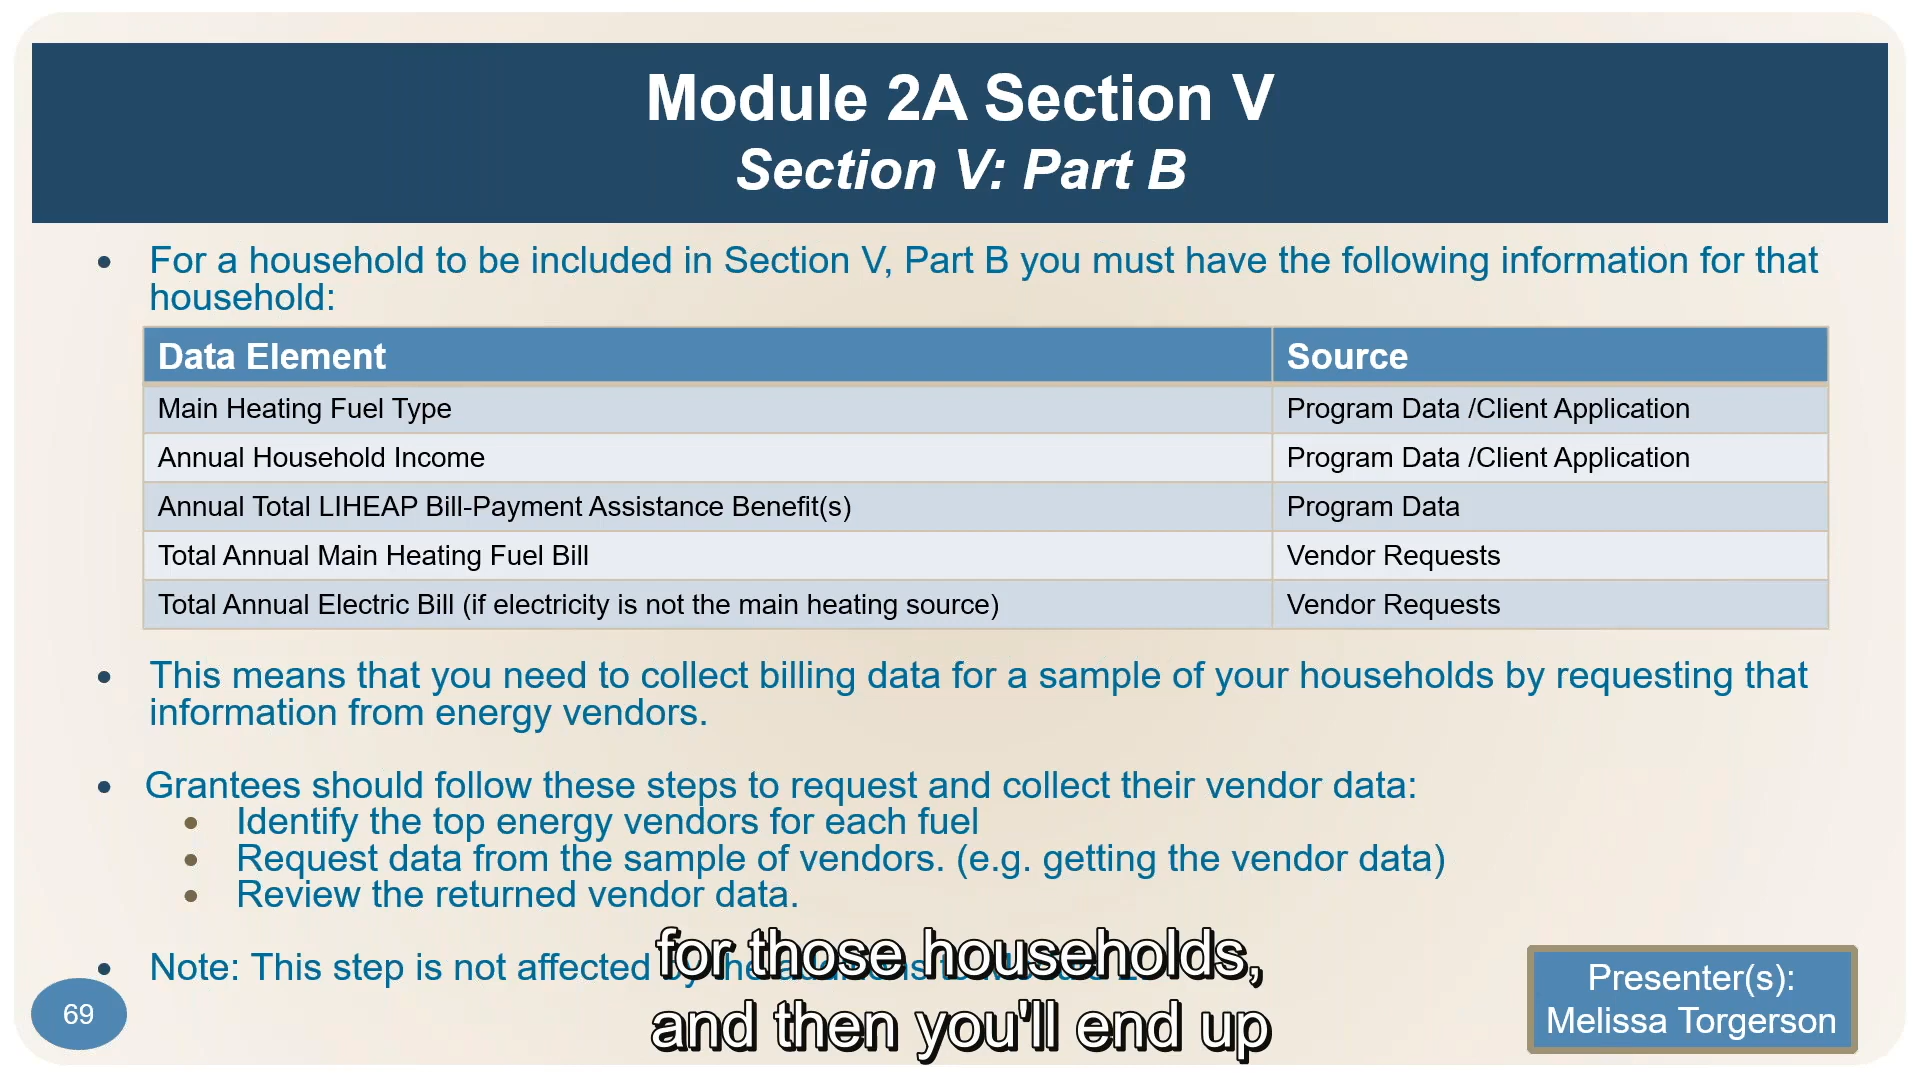 Module 2A Section V
Section V: Part B
• For a household to be included in Section V, Part B you must have the following information for that
household:
Data Element Source
Main Heating Fuel Type Program Data /Client Application
Annual Household Income Program Data /Client Application
Annual Total LIHEAP Bill-Payment Assistance Benefit(s) Program Data
Total Annual Main Heating Fuel Bill Vendor Requests
Total Annual Electric Bill (if electricity is not the main heating source) Vendor Requests
• This means that you need to collect billing data for a sample of your households by requesting that
information from energy vendors.
• Grantees should follow these steps to request and collect their vendor data:
• Identify the top energy vendors for each fuel
• Request data from the sample of vendors. (e.g. getting the vendor data)
• Review the returned vendor data.
• Note: This step is not affected
for those households,
and then you'll end up
69
Presenter(s):
Melissa Torgerson